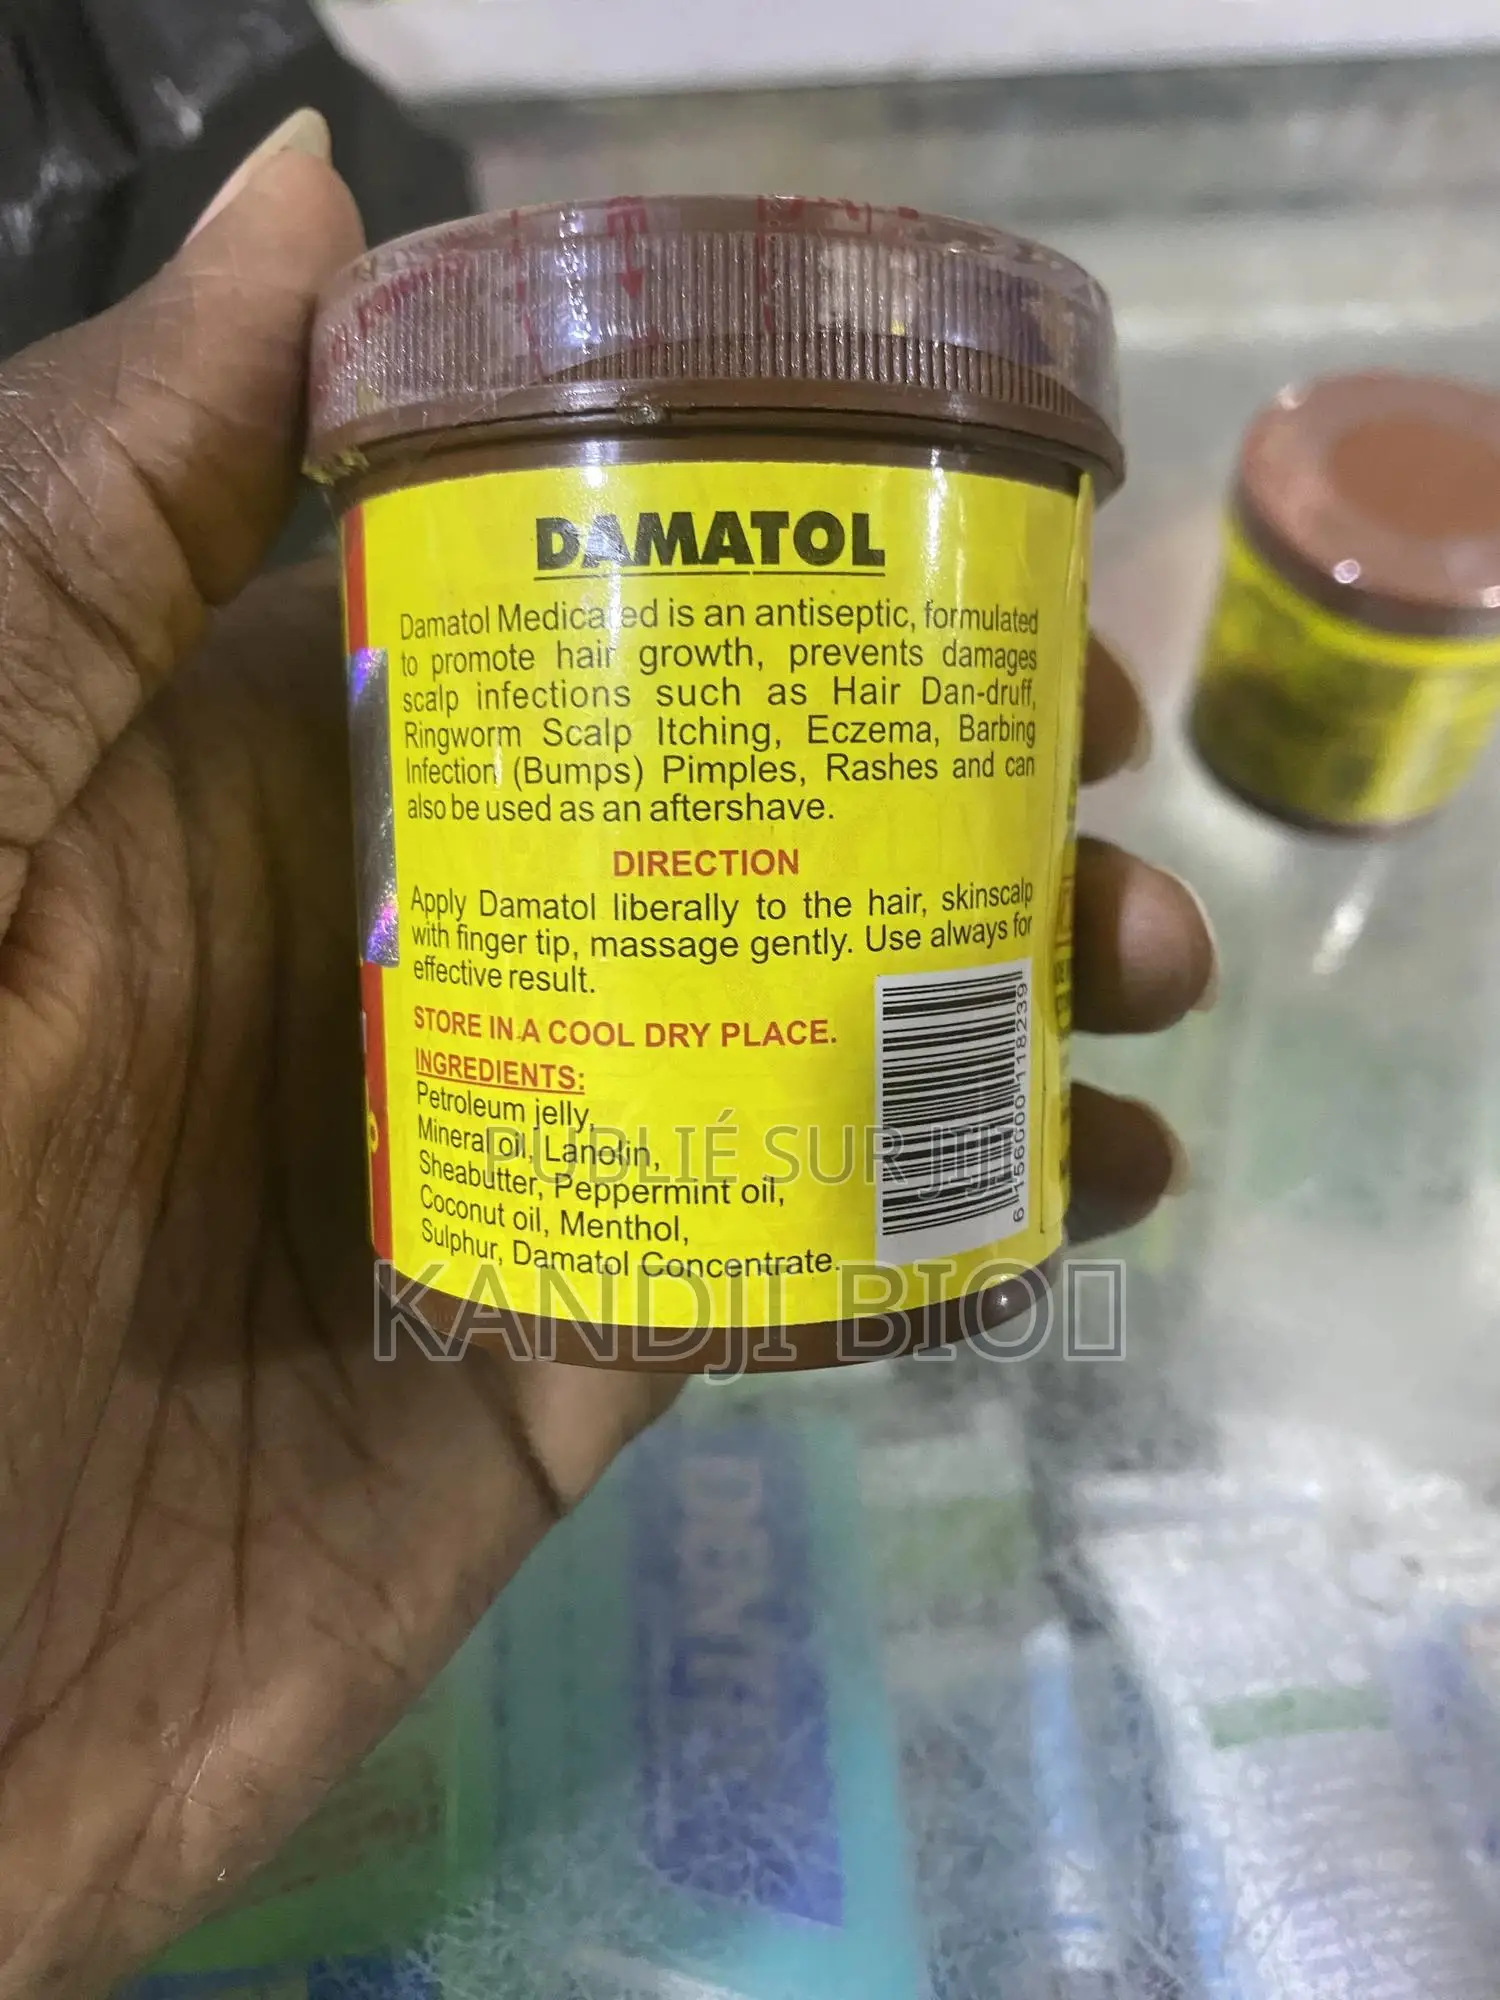 DAMATOL
Damatol Medicated is an antiseptic, formulated
to promote hair growth, prevents damages
scalp infections such as Hair Dan-druff,
Ringworm Scalp Itching, Eczema, Barbing
Infection (Bumps) Pimples, Rashes and can
also be used as an aftershave.
DIRECTION
Apply Damatol liberally to the hair, skinscalp
with finger tip, massage gently. Use always for
effective result.
STORE IN A COOL DRY PLACE.
INGREDIENTS:
Petroleum jelly,
Mineral oil, Lanolin,
Sheabutter, Peppermint oil,
Coconut oil, Menthol,
Sulphur, Damatol Concentrate.
6 156000 118239
PUBLIÉ SUR JIJI
KANDJI BIO